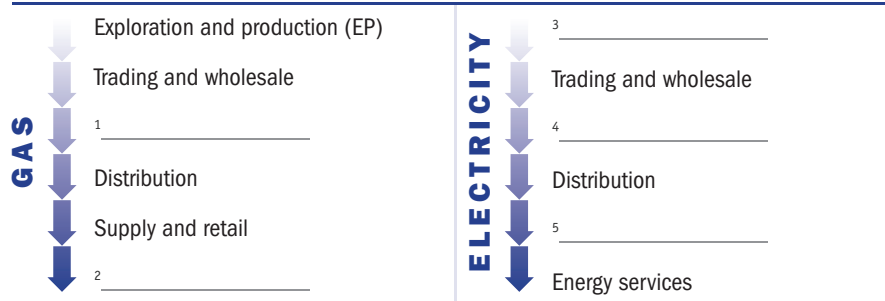 GAS
Exploration and production (EP)
Trading and wholesale
1
Distribution
Supply and retail
2
ELECTRICITY
3
Trading and wholesale
4
Distribution
5
Energy services